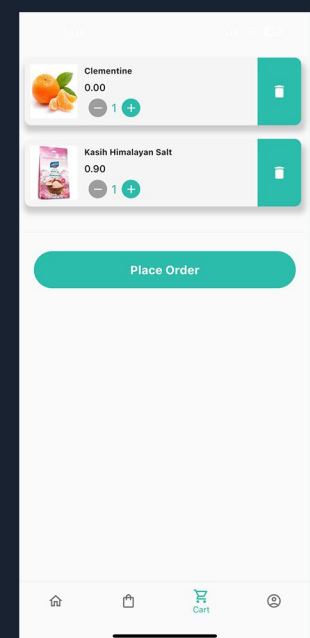 Clementine
0.00
1
Kasih Himalayan Salt
0.90
1
Place Order
Cart